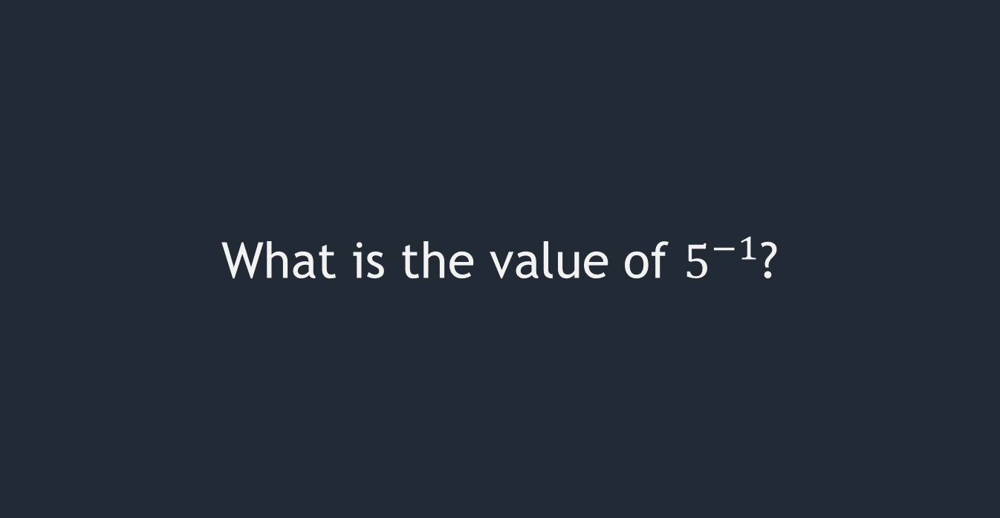 What is the value of 5⁻¹?